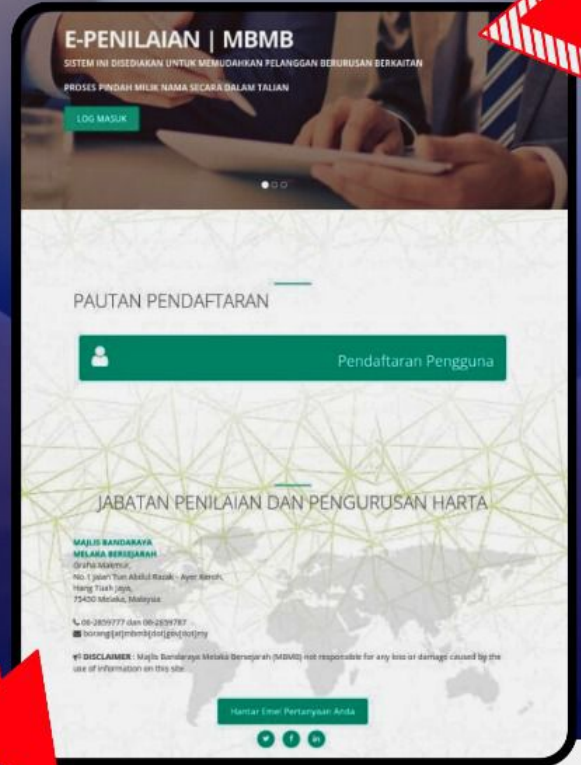 E-PENILAIAN | MBMB
SISTEM INI DISEDIAKAN UNTUK MEMUDAHKAN PELANGGAN BERURUSAN BERKAITAN
PROSES PINDAH MILIK NAMA SECARA DALAM TALIAN
LOG MASUK
PAUTAN PENDAFTARAN
Pendaftaran Pengguna
JABATAN PENILAIAN DAN PENGURUSAN HARTA
MAJLIS BANDARAYA
MELAKA BERSEJARAH
Graha Makmur,
No.1 Jalan Tun Abdul Razak - Ayer Keroh,
Hang Tuah Jaya,
75450 Melaka, Malaysia
06-2859777 dan 06-2859787
borang[at]mbmb[dot]gov[dot]my
DISCLAIMER : Majlis Bandaraya Melaka Bersejarah (MBMB) not responsible for any loss or damage caused by the
use of information on this site.
Hantar Emel Pertanyaan Anda